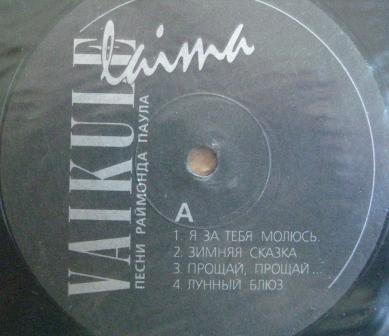 laima
VAIKULE
ПЕСНИ РАЙМОНДА ПАУЛА
A
1. Я ЗА ТЕБЯ МОЛЮСЬ.
2. ЗИМНЯЯ СКАЗКА
3. ПРОЩАЙ, ПРОЩАЙ...
4. ЛУННЫЙ БЛЮЗ